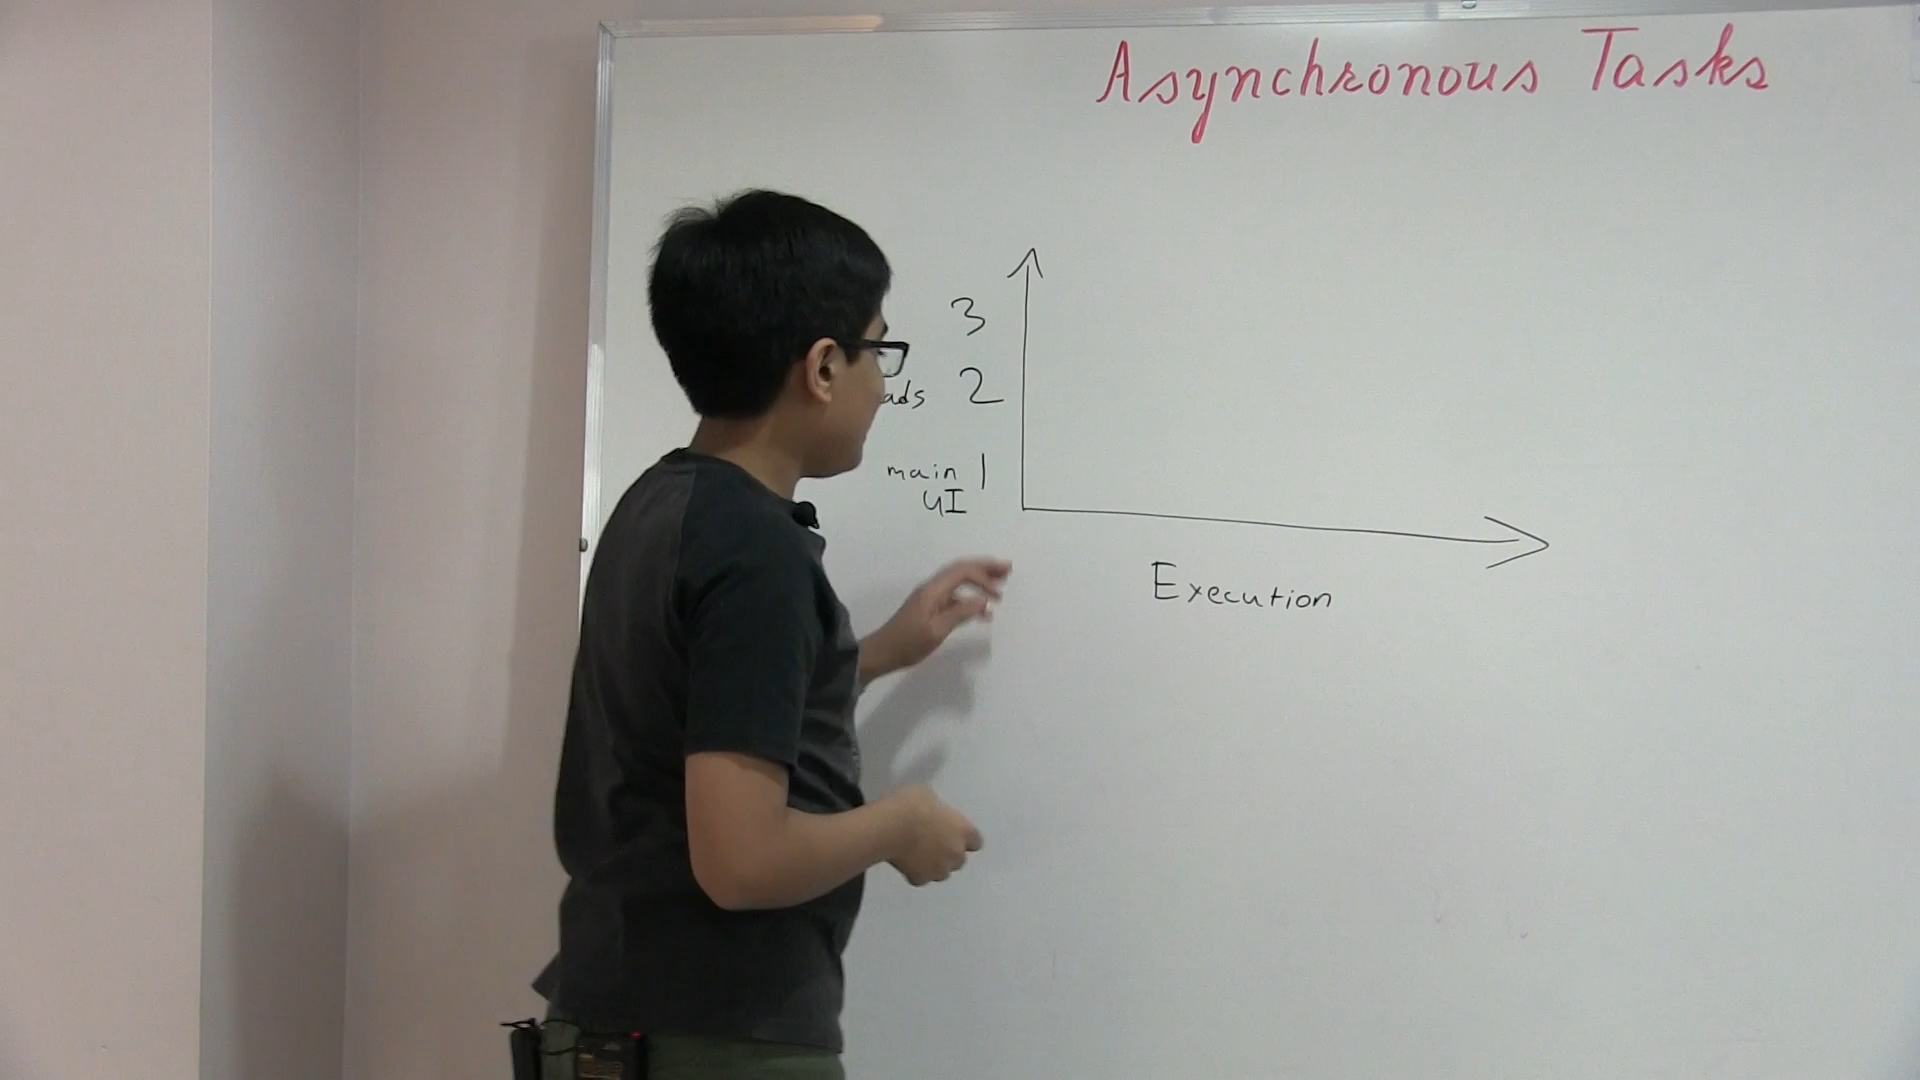 Asynchronous Tasks
3
ads 2
main 1
UI
Execution